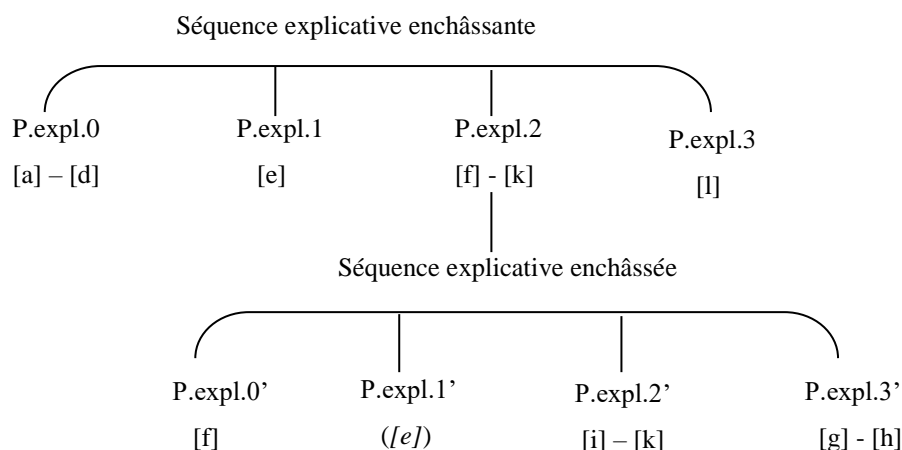 Séquence explicative enchâssante
P.expl.0 P.expl.1 P.expl.2 P.expl.3
[a] – [d] [e] [f] - [k] [l]
Séquence explicative enchâssée
P.expl.0’ P.expl.1’ P.expl.2’ P.expl.3’
[f] ([e]) [i] – [k] [g] - [h]